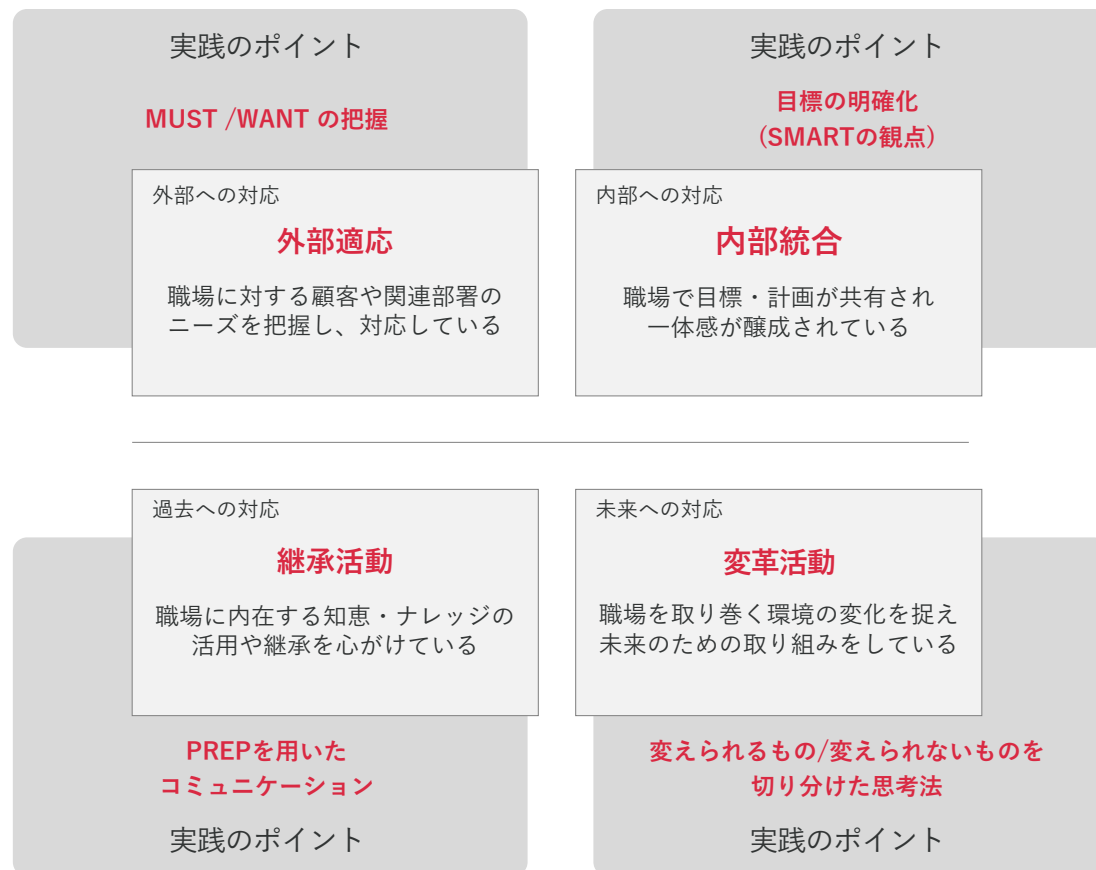 実践のポイント
MUST /WANT の把握
外部への対応
外部適応
職場に対する顧客や関連部署の
ニーズを把握し、対応している
実践のポイント
目標の明確化
(SMARTの観点)
内部への対応
内部統合
職場で目標・計画が共有され
一体感が醸成されている
過去への対応
継承活動
職場に内在する知恵・ナレッジの
活用や継承を心がけている
PREPを用いた
コミュニケーション
実践のポイント
未来への対応
変革活動
職場を取り巻く環境の変化を捉え
未来のための取り組みをしている
変えられるもの/変えられないものを
切り分けた思考法
実践のポイント